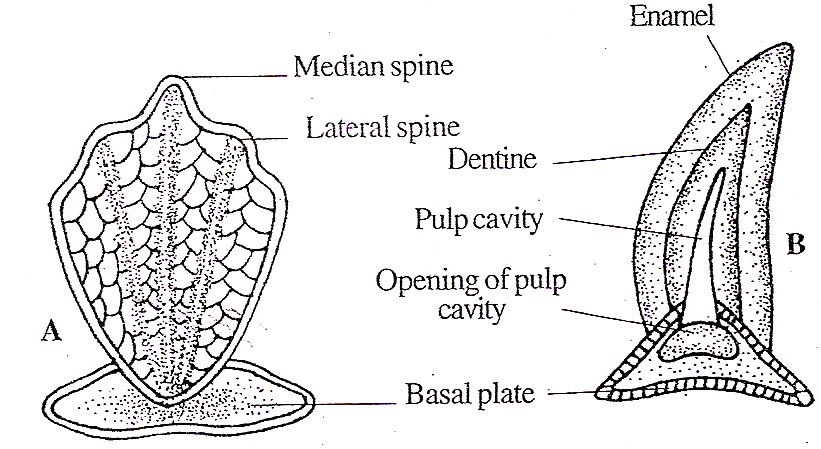 Enamel
Median spine
Lateral spine
Dentine
Pulp cavity
B
Opening of pulp
cavity
A
Basal plate